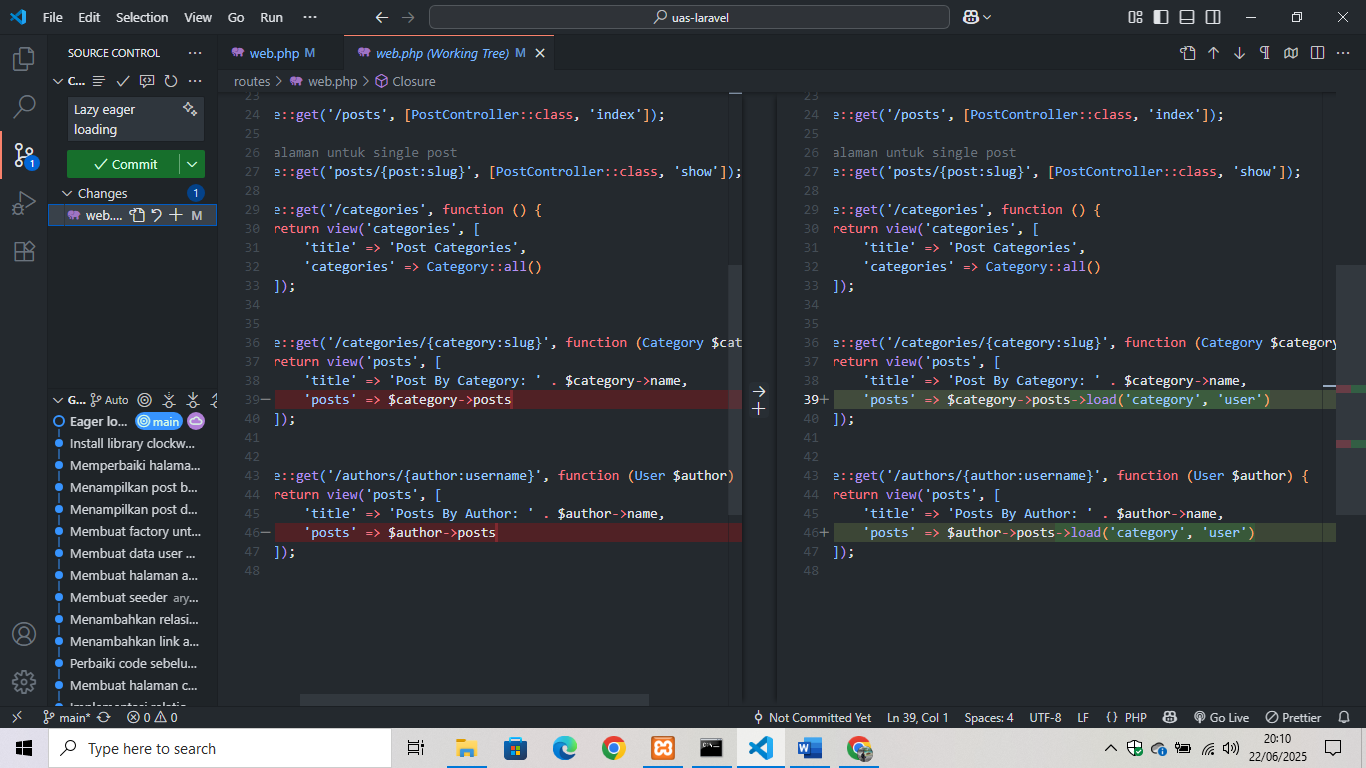 File Edit Selection View Go Run ··· uas-laravel
SOURCE CONTROL ···
web.php M
web.php (Working Tree) M
C... ···
routes > web.php > Closure
Lazy eager
loading
Commit
Changes 1
web.... M
1
G... Auto
Eager lo... main
Install library clockw...
Memperbaiki halama...
Menampilkan post b...
Menampilkan post d...
Membuat factory unt...
Membuat data user ...
Membuat halaman a...
Membuat seeder ary...
Menambahkan relasi...
Menambahkan link a...
Perbaiki code sebelu...
Membuat halaman c...
23
24 e::get('/posts', [PostController::class, 'index']);
25
26 alaman untuk single post
27 e::get('posts/{post:slug}', [PostController::class, 'show']);
28
29 e::get('/categories', function () {
30 return view('categories', [
31 'title' => 'Post Categories',
32 'categories' => Category::all()
33 ]);
34
35
36 e::get('/categories/{category:slug}', function (Category $cat
37 return view('posts', [
38 'title' => 'Post By Category: ' . $category->name,
39— 'posts' => $category->posts
40 ]);
41
42
43 e::get('/authors/{author:username}', function (User $author)
44 return view('posts', [
45 'title' => 'Posts By Author: ' . $author->name,
46— 'posts' => $author->posts
47 ]);
48
23
24 e::get('/posts', [PostController::class, 'index']);
25
26 alaman untuk single post
27 e::get('posts/{post:slug}', [PostController::class, 'show']);
28
29 e::get('/categories', function () {
30 return view('categories', [
31 'title' => 'Post Categories',
32 'categories' => Category::all()
33 ]);
34
35
36 e::get('/categories/{category:slug}', function (Category $category
37 return view('posts', [
38 'title' => 'Post By Category: ' . $category->name,
39+ 'posts' => $category->posts->load('category', 'user')
40 ]);
41
42
43 e::get('/authors/{author:username}', function (User $author) {
44 return view('posts', [
45 'title' => 'Posts By Author: ' . $author->name,
46+ 'posts' => $author->posts->load('category', 'user')
47 ]);
48
main* 0 0 Not Committed Yet Ln 39, Col 1 Spaces: 4 UTF-8 LF {} PHP Go Live Prettier
Type here to search
20:10
22/06/2025